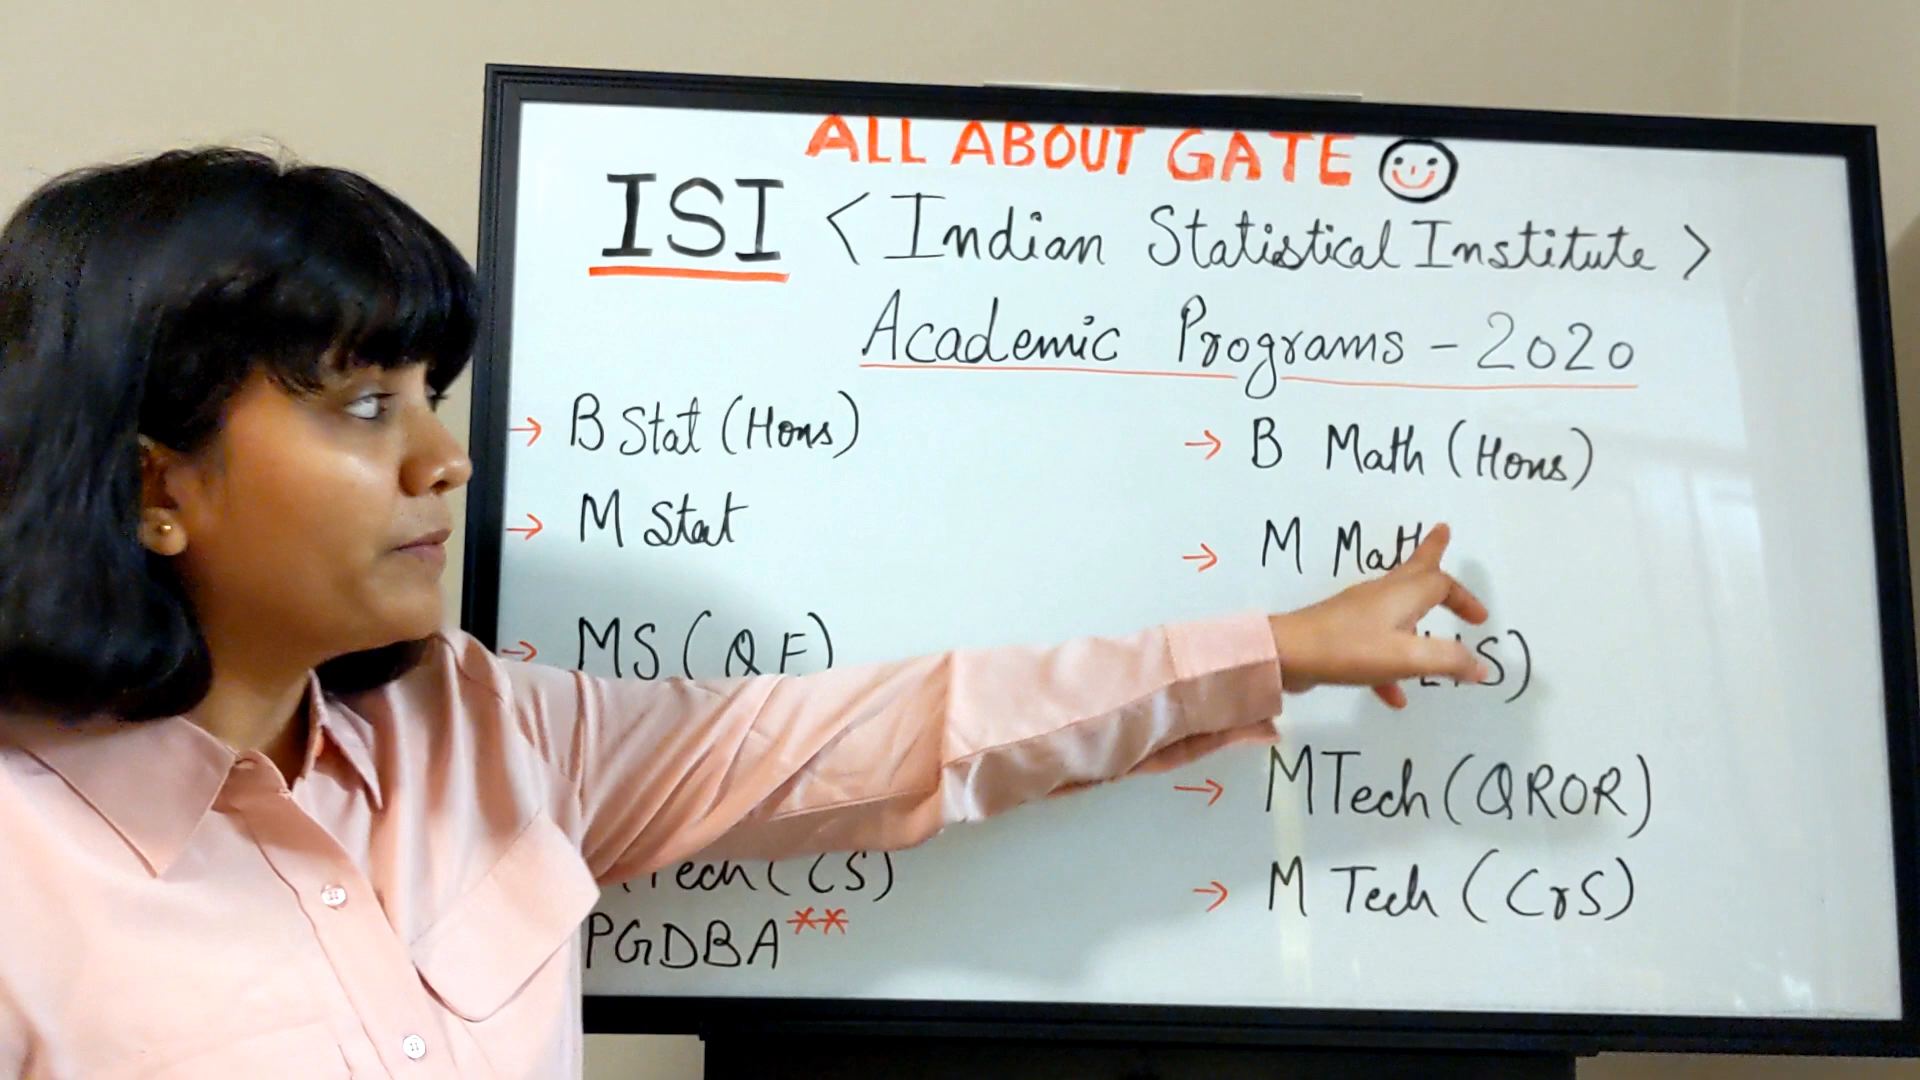 ALL ABOUT GATE
ISI < Indian Statistical Institute >
Academic Programs - 2020
→ B Stat (Hons)
→ B Math (Hons)
→ M Stat
→ M Math
→ MS (QE)
→ MTech (QROR)
Tech (CS)
→ M Tech (CrS)
PGDBA**